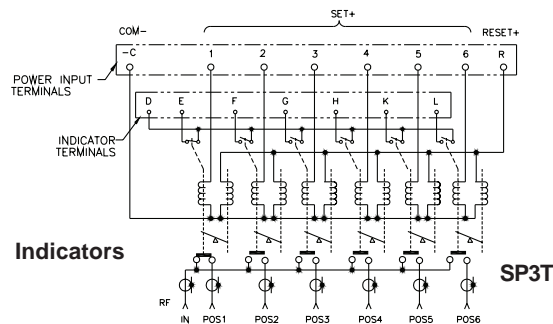 SET+
COM-
RESET+
-C 1 2 3 4 5 6 R
POWER INPUT
TERMINALS
D E F G H K L
INDICATOR
TERMINALS
Indicators
SP3T
RF
IN POS1 POS2 POS3 POS4 POS5 POS6